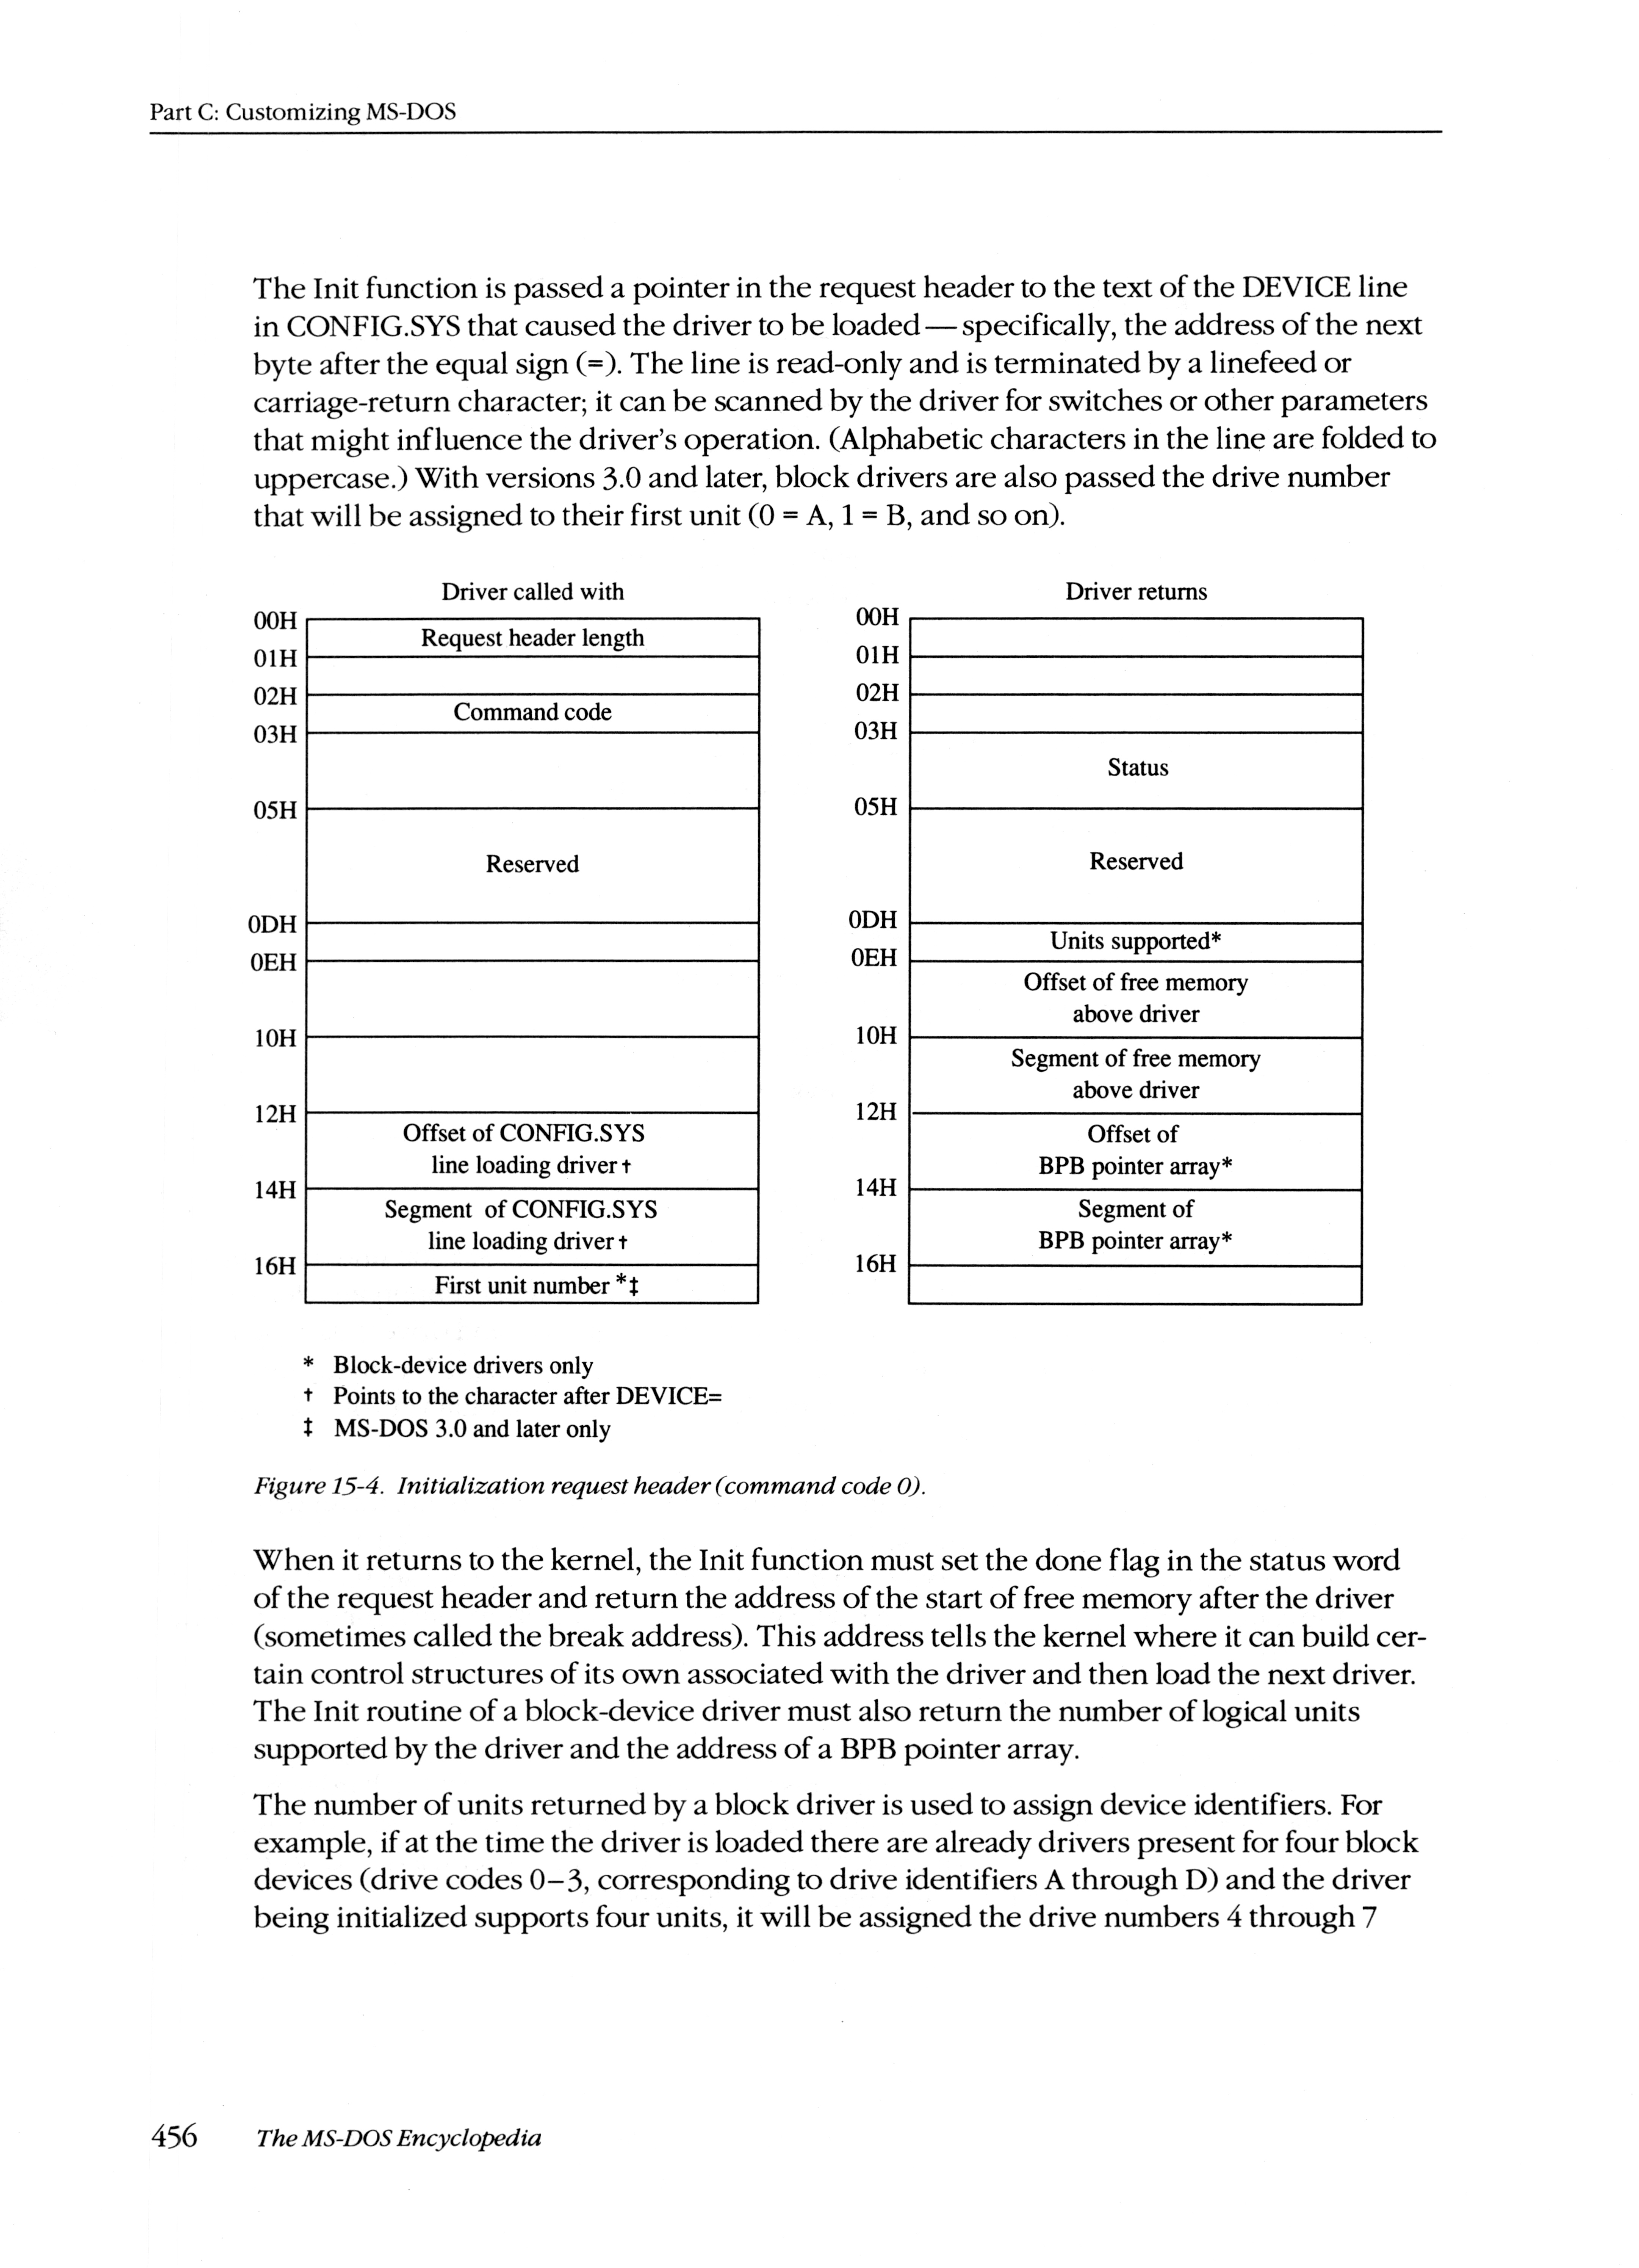 Part C: Customizing MS-DOS
The Init function is passed a pointer in the request header to the text of the DEVICE line
in CONFIG.SYS that caused the driver to be loaded—specifically, the address of the next
byte after the equal sign (=). The line is read-only and is terminated by a linefeed or
carriage-return character; it can be scanned by the driver for switches or other parameters
that might influence the driver's operation. (Alphabetic characters in the line are folded to
uppercase.) With versions 3.0 and later, block drivers are also passed the drive number
that will be assigned to their first unit (0 = A, 1 = B, and so on).
Driver called with
00H
Request header length
01H
02H
Command code
03H
05H
Reserved
0DH
0EH
10H
12H
Offset of CONFIG.SYS
line loading driver †
14H
Segment of CONFIG.SYS
line loading driver †
16H
First unit number *‡
Driver returns
00H
01H
02H
03H
Status
05H
Reserved
0DH
Units supported*
0EH
Offset of free memory
above driver
10H
Segment of free memory
above driver
12H
Offset of
BPB pointer array*
14H
Segment of
BPB pointer array*
16H
* Block-device drivers only
† Points to the character after DEVICE=
‡ MS-DOS 3.0 and later only
Figure 15-4. Initialization request header (command code 0).
When it returns to the kernel, the Init function must set the done flag in the status word
of the request header and return the address of the start of free memory after the driver
(sometimes called the break address). This address tells the kernel where it can build cer-
tain control structures of its own associated with the driver and then load the next driver.
The Init routine of a block-device driver must also return the number of logical units
supported by the driver and the address of a BPB pointer array.
The number of units returned by a block driver is used to assign device identifiers. For
example, if at the time the driver is loaded there are already drivers present for four block
devices (drive codes 0–3, corresponding to drive identifiers A through D) and the driver
being initialized supports four units, it will be assigned the drive numbers 4 through 7
456 The MS-DOS Encyclopedia